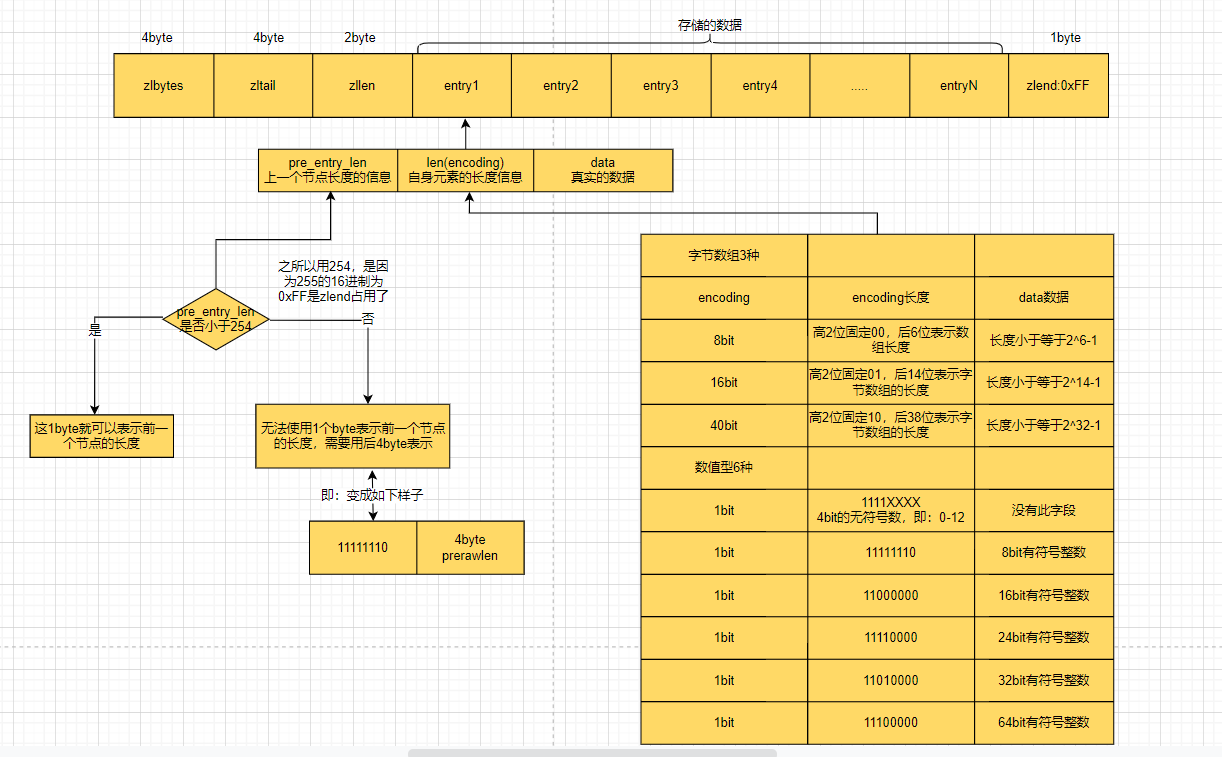 存储的数据
4byte
4byte
2byte
1byte
zlbytes
zltail
zllen
entry1
entry2
entry3
entry4
.....
entryN
zlend:0xFF
pre_entry_len
上一个节点长度的信息
len(encoding)
自身元素的长度信息
data
真实的数据
之所以用254，是因
为255的16进制为
0xFF是zlend占用了
pre_entry_len
是否小于254
是
否
这1byte就可以表示前一
个节点的长度
无法使用1个byte表示前一个节点
的长度，需要用后4byte表示
即：变成如下样子
11111110
4byte
prerawlen
字节数组3种
encoding
encoding长度
data数据
8bit
高2位固定00，后6位表示数
组长度
长度小于等于2^6-1
16bit
高2位固定01，后14位表示字
节数组的长度
长度小于等于2^14-1
40bit
高2位固定10，后38位表示字
节数组的长度
长度小于等于2^32-1
数值型6种
1bit
1111XXXX
4bit的无符号数，即：0-12
没有此字段
1bit
11111110
8bit有符号整数
1bit
11000000
16bit有符号整数
1bit
11110000
24bit有符号整数
1bit
11010000
32bit有符号整数
1bit
11100000
64bit有符号整数